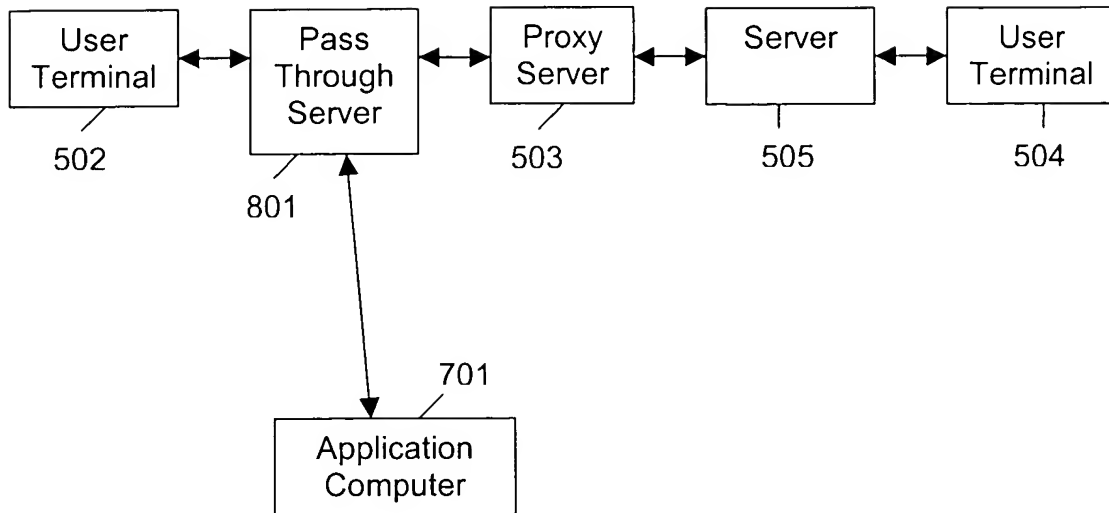 User
Terminal
502
Pass
Through
Server
801
Proxy
Server
503
Server
505
User
Terminal
504
701
Application
Computer